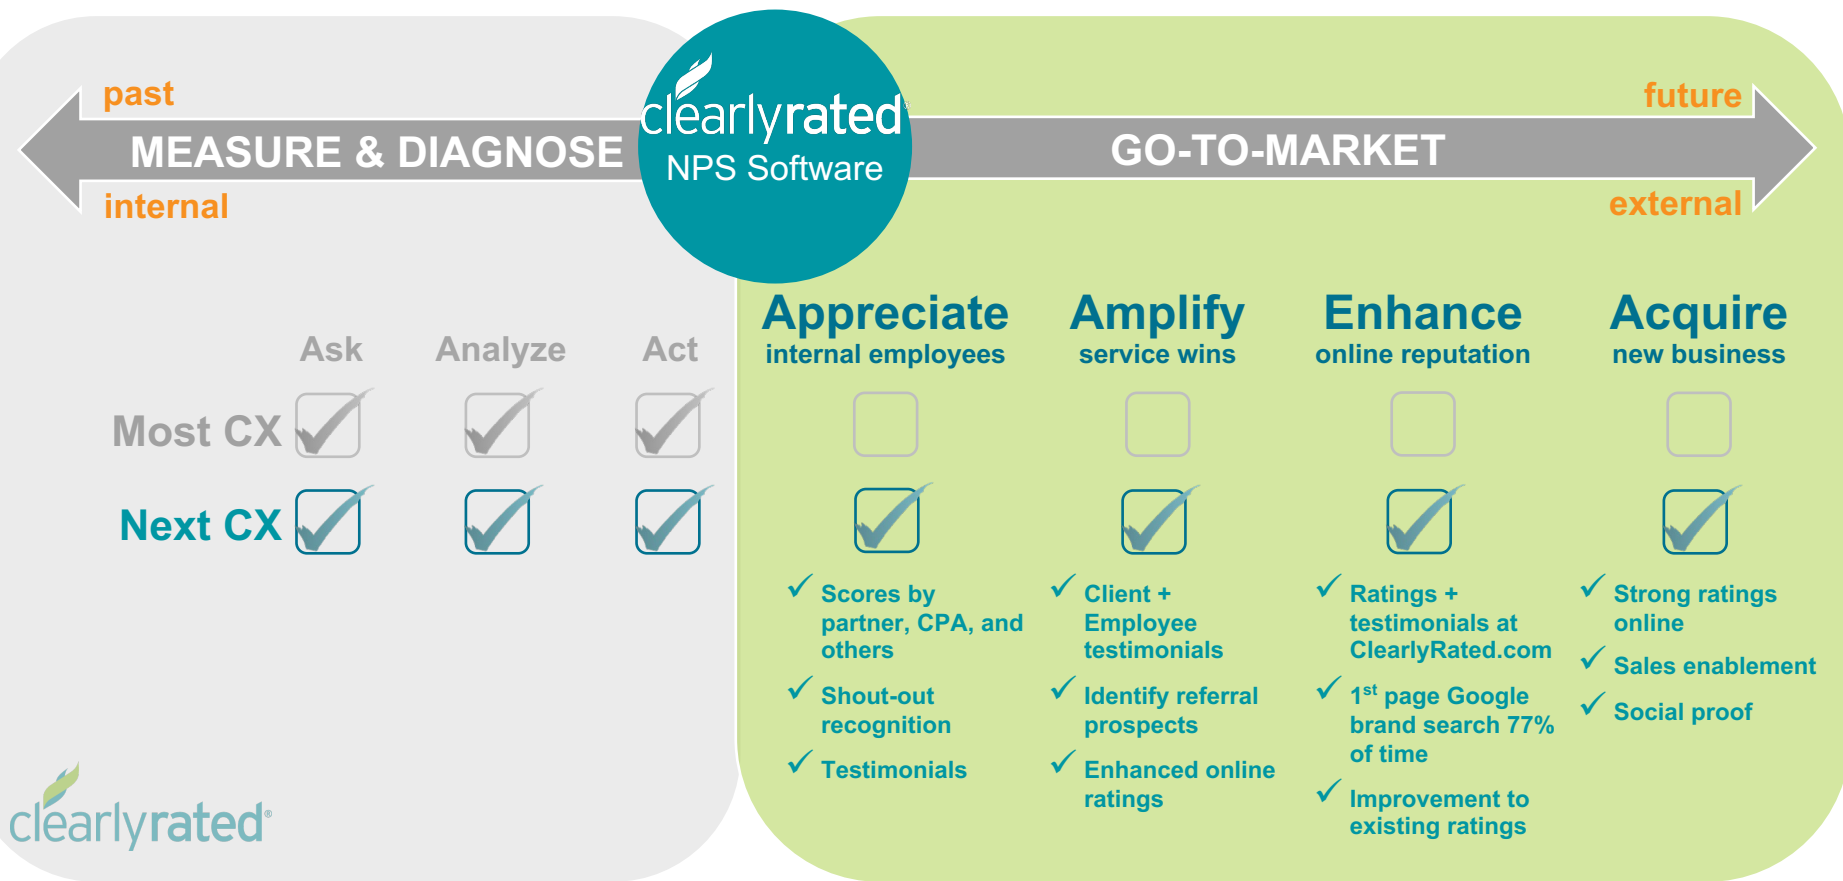 past
MEASURE & DIAGNOSE
internal
clearlyrated®
NPS Software
future
GO-TO-MARKET
external
Ask
Analyze
Act
Most CX
Next CX
Appreciate
internal employees
Scores by
partner, CPA, and
others
Shout-out
recognition
Testimonials
Amplify
service wins
Client +
Employee
testimonials
Identify referral
prospects
Enhanced online
ratings
Enhance
online reputation
Ratings +
testimonials at
ClearlyRated.com
1st page Google
brand search 77%
of time
Improvement to
existing ratings
Acquire
new business
Strong ratings
online
Sales enablement
Social proof
clearlyrated®